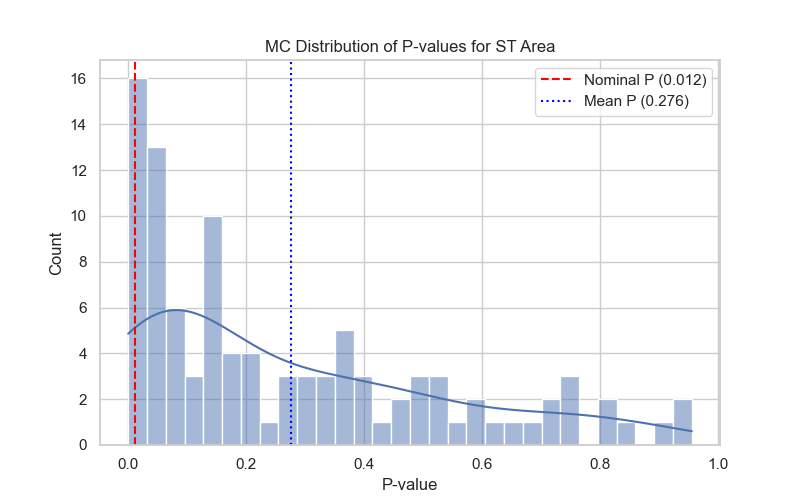 MC Distribution of P-values for ST Area
Nominal P (0.012)
Mean P (0.276)
16
14
12
10
8
6
4
2
0
Count
0.0 0.2 0.4 0.6 0.8 1.0
P-value